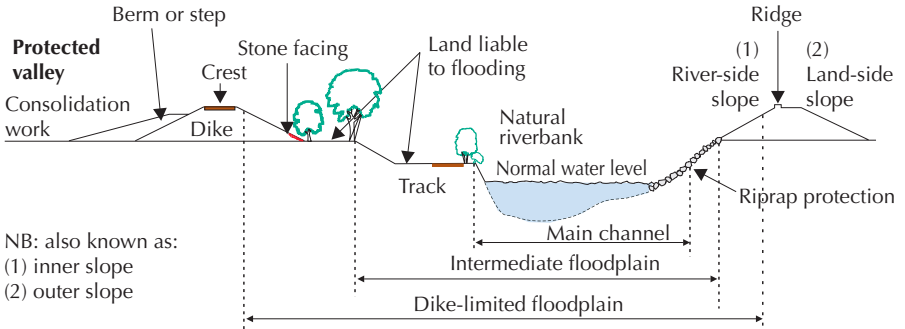 Berm or step
Protected
valley
Stone facing
Crest
Consolidation
work
Dike
Land liable
to flooding
Track
Natural
riverbank
Normal water level
Ridge
(1)
River-side
slope
(2)
Land-side
slope
Riprap protection
Main channel
Intermediate floodplain
Dike-limited floodplain
NB: also known as:
(1) inner slope
(2) outer slope